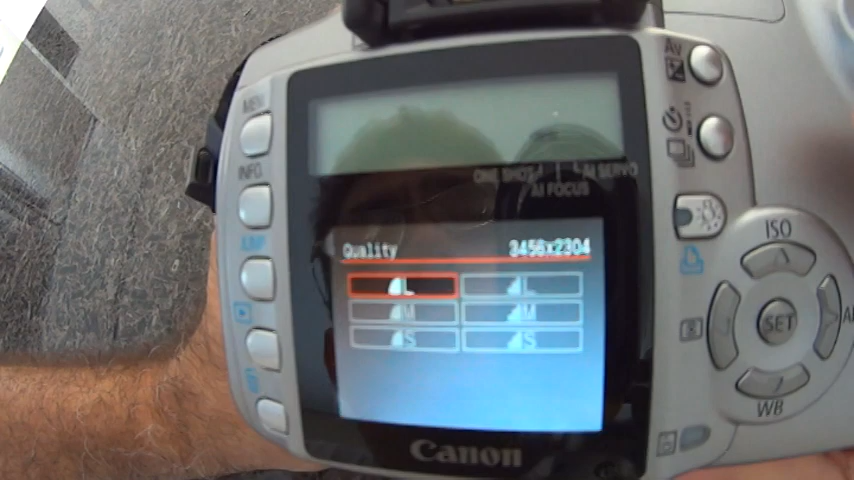 Av
MENU
INFO.
ONE SHOT AI SERVO
AI FOCUS
JUMP
ISO
Quality 3456x2304
L L
M M
S S
SET
WB
Canon